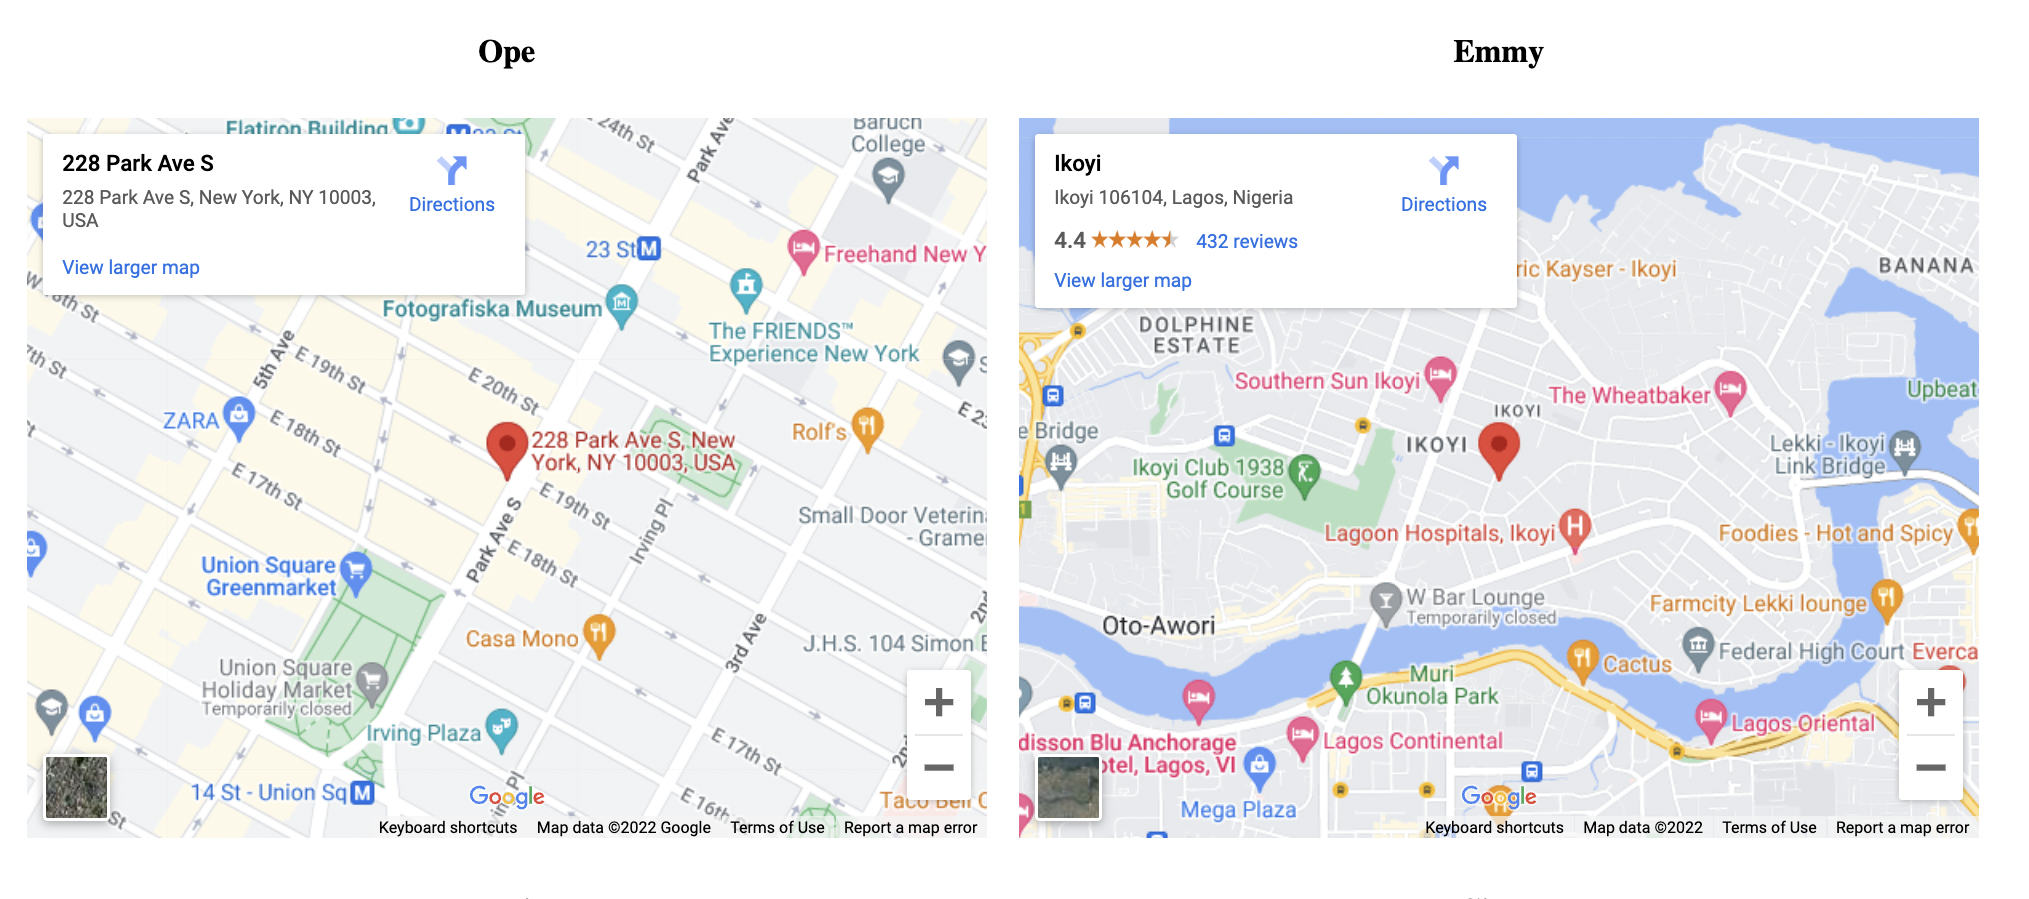 Ope
Flatiron Building
24th St
Park Ave
Baruch
College
228 Park Ave S
228 Park Ave S, New York, NY 10003,
USA
Directions
View larger map
23 St
Freehand New Y
Fotografiska Museum
The FRIENDS™
Experience New York
5th Ave
E 19th St
E 20th St
ZARA
E 18th St
228 Park Ave S, New
York, NY 10003, USA
Rolf's
E 17th St
E 19th St
Small Door Veterina
- Gramer
Irving Pl
Park Ave S
E 18th St
Union Square
Greenmarket
Casa Mono
3rd Ave
J.H.S. 104 Simon
Union Square
Holiday Market
Temporarily closed
Irving Plaza
E 17th St
14 St - Union Sq
E 16th St
Google
Keyboard shortcuts
Map data ©2022 Google
Terms of Use
Report a map error
Emmy
Ikoyi
Ikoyi 106104, Lagos, Nigeria
Directions
4.4
432 reviews
View larger map
ric Kayser - Ikoyi
BANANA
DOLPHINE
ESTATE
Southern Sun Ikoyi
The Wheatbaker
Upbeat
IKOYI
IKOYI
e Bridge
Lekki - Ikoyi
Link Bridge
Ikoyi Club 1938
Golf Course
Lagoon Hospitals, Ikoyi
Foodies - Hot and Spicy
W Bar Lounge
Temporarily closed
Farmcity Lekki lounge
Oto-Awori
Federal High Court
Everca
Cactus
Muri
Okunola Park
Lagos Oriental
disson Blu Anchorage
otel, Lagos, VI
Lagos Continental
Mega Plaza
Google
Keyboard shortcuts
Map data ©2022
Terms of Use
Report a map error